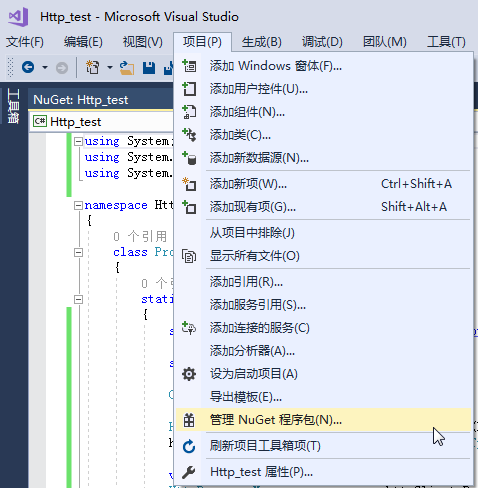 Http_test - Microsoft Visual Studio
文件(F) 编辑(E) 视图(V) 项目(P) 生成(B) 调试(D) 团队(M) 工具(T)
工具箱
NuGet: Http_test
C# Http_test
using System;
using System.
using System.
namespace Htt
{
0 个引用
class Pro
{
0 个引
stati
{
添加 Windows 窗体(F)...
添加用户控件(U)...
添加组件(N)...
添加类(C)...
添加新数据源(N)...
添加新项(W)... Ctrl+Shift+A
添加现有项(G)... Shift+Alt+A
从项目中排除(J)
显示所有文件(O)
添加引用(R)...
添加服务引用(S)...
添加连接的服务(C)
添加分析器(A)...
设为启动项目(A)
导出模板(E)...
管理 NuGet 程序包(N)...
刷新项目工具箱项(T)
Http_test 属性(P)...